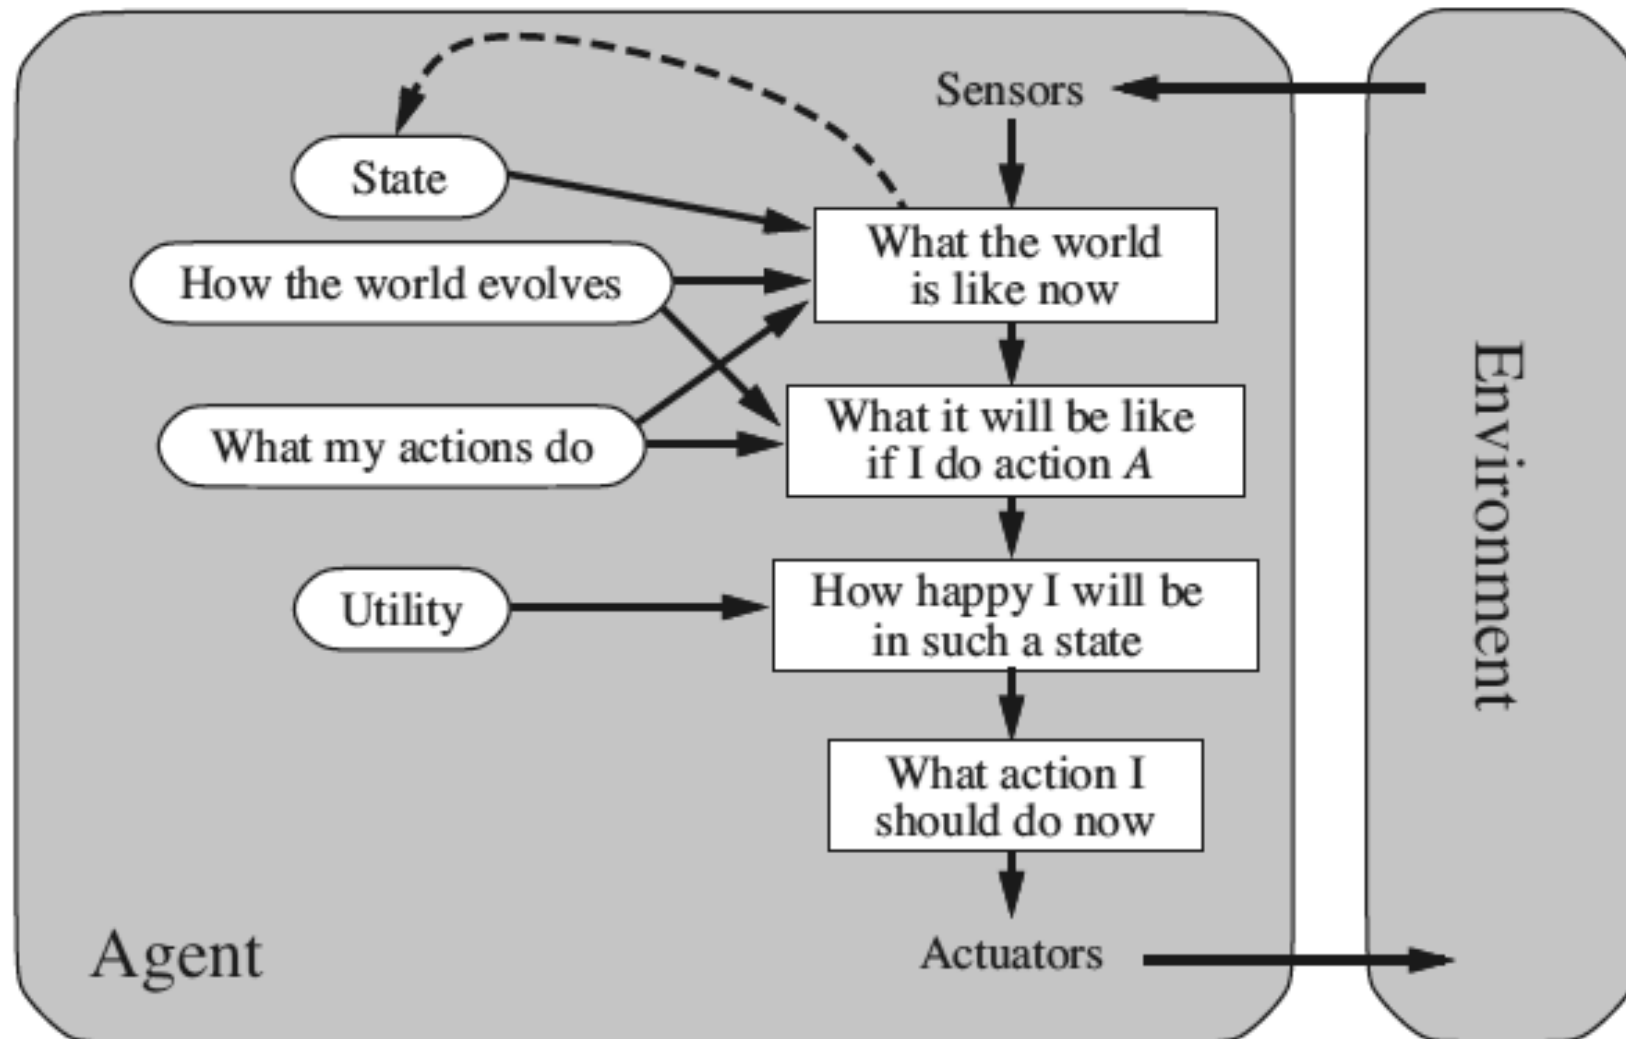 Sensors
State
What the world
is like now
How the world evolves
What my actions do
What it will be like
if I do action A
Utility
How happy I will be
in such a state
What action I
should do now
Actuators
Agent
Environment